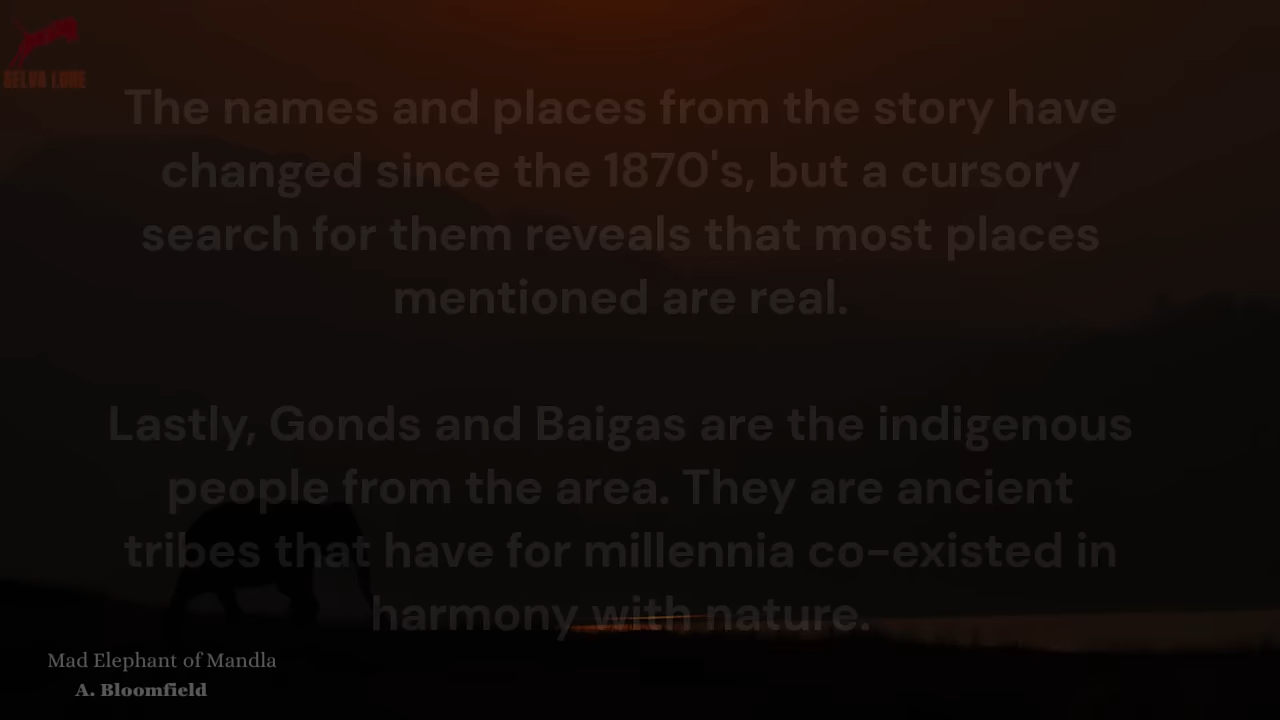 SELVA LORE
The names and places from the story have
changed since the 1870's, but a cursory
search for them reveals that most places
mentioned are real.
Lastly, Gonds and Baigas are the indigenous
people from the area. They are ancient
tribes that have for millennia co-existed in
harmony with nature.
Mad Elephant of Mandla
A. Bloomfield